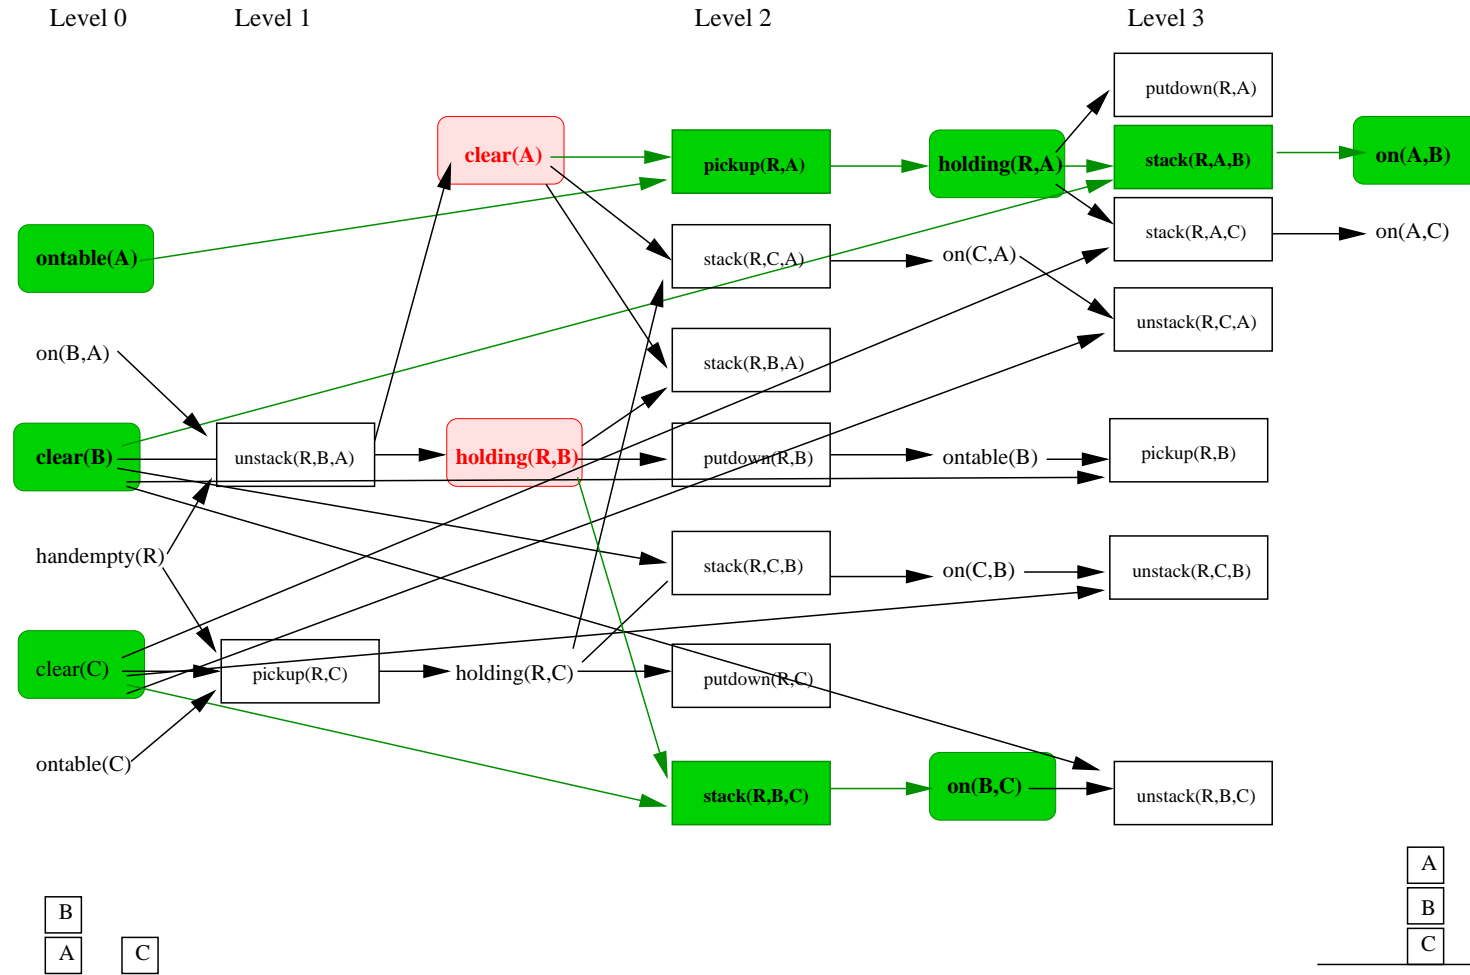 Level 0 Level 1 Level 2 Level 3
putdown(R,A)
clear(A) pickup(R,A) holding(R,A) stack(R,A,B) on(A,B)
stack(R,A,C) on(A,C)
ontable(A) stack(R,C,A) on(C,A)
unstack(R,C,A)
on(B,A) stack(R,B,A)
clear(B) unstack(R,B,A) holding(R,B) putdown(R,B) ontable(B) pickup(R,B)
handempty(R) stack(R,C,B) on(C,B) unstack(R,C,B)
clear(C) pickup(R,C) holding(R,C) putdown(R,C)
ontable(C)
stack(R,B,C) on(B,C) unstack(R,B,C)
A
B B
A C C